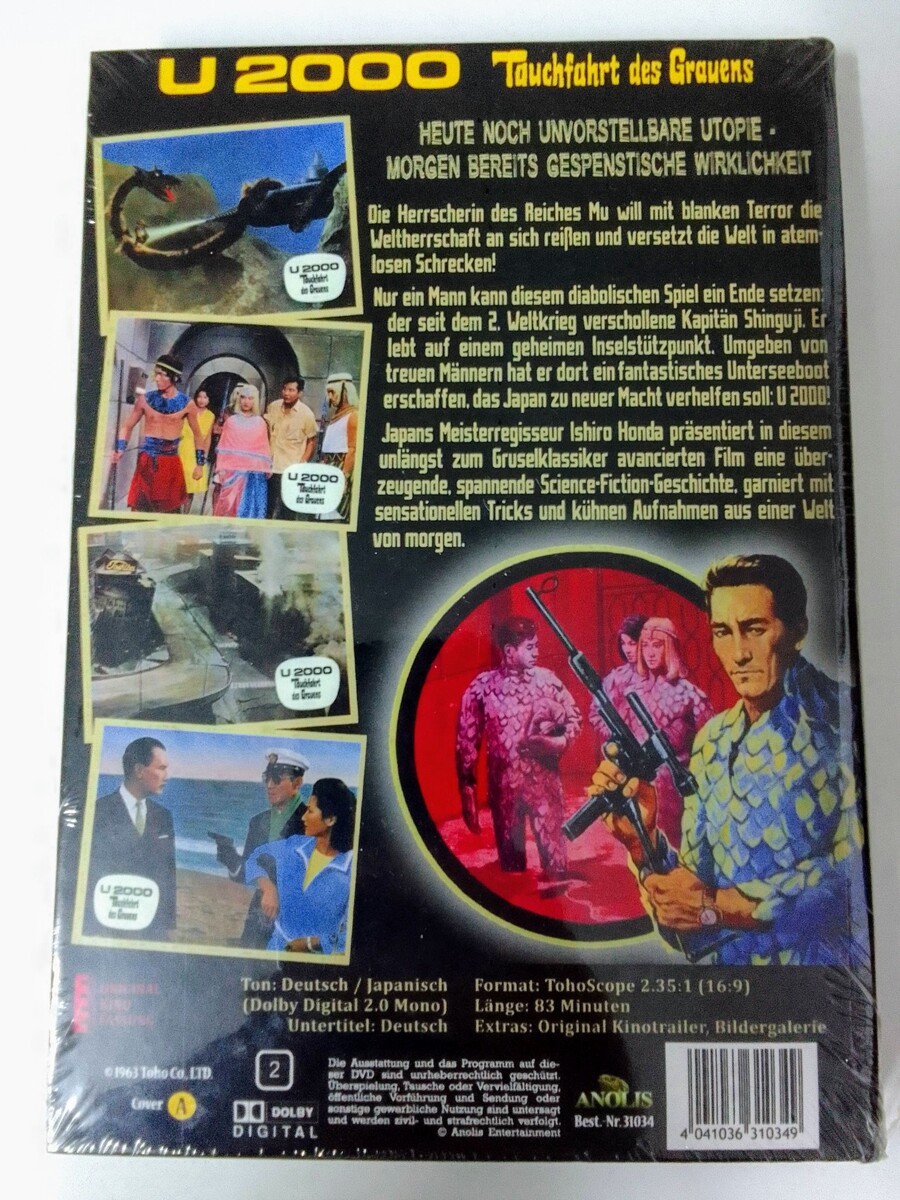 U 2000 Tauchfahrt des Grauens
HEUTE NOCH UNVORSTELLBARE UTOPIE -
MORGEN BEREITS GESPENSTISCHE WIRKLICHKEIT
Die Herrscherin des Reiches Mu will mit blanken Terror die
Weltherrschaft an sich reißen und versetzt die Welt in atem-
losen Schrecken!
Nur ein Mann kann diesem diabolischen Spiel ein Ende setzen:
der seit dem 2. Weltkrieg verschollene Kapitän Shinguji. Er
lebt auf einem geheimen Inselstützpunkt. Umgeben von
treuen Männern hat er dort ein fantastisches Unterseeboot
erschaffen, das Japan zu neuer Macht verhelfen soll: U 2000!
Japans Meisterregisseur Ishiro Honda präsentiert in diesem
unlängst zum Gruselklassiker avancierten Film eine über-
zeugende, spannende Science-Fiction-Geschichte, garniert mit
sensationellen Tricks und kühnen Aufnahmen aus einer Welt
von morgen.
U 2000
Tauchfahrt
des Grauens
U 2000
Tauchfahrt
des Grauens
U 2000
Tauchfahrt
des Grauens
U 2000
Tauchfahrt
des Grauens
ORIGINAL
KINO
FASSUNG
Ton: Deutsch / Japanisch
(Dolby Digital 2.0 Mono)
Untertitel: Deutsch
Format: TohoScope 2.35:1 (16:9)
Länge: 83 Minuten
Extras: Original Kinotrailer, Bildergalerie
© 1963 Toho Co., LTD.
Cover A
2
DOLBY
DIGITAL
Die Ausstattung und das Programm auf die-
ser DVD sind urheberrechtlich geschützt.
Überspielung, Tausche oder Vervielfältigung,
öffentliche Vorführung und Sendung oder
sonstige gewerbliche Nutzung sind untersagt
und werden zivil- und strafrechtlich verfolgt.
© Anolis Entertainment
ANOLIS
Best.-Nr. 31034
4 041036 310349